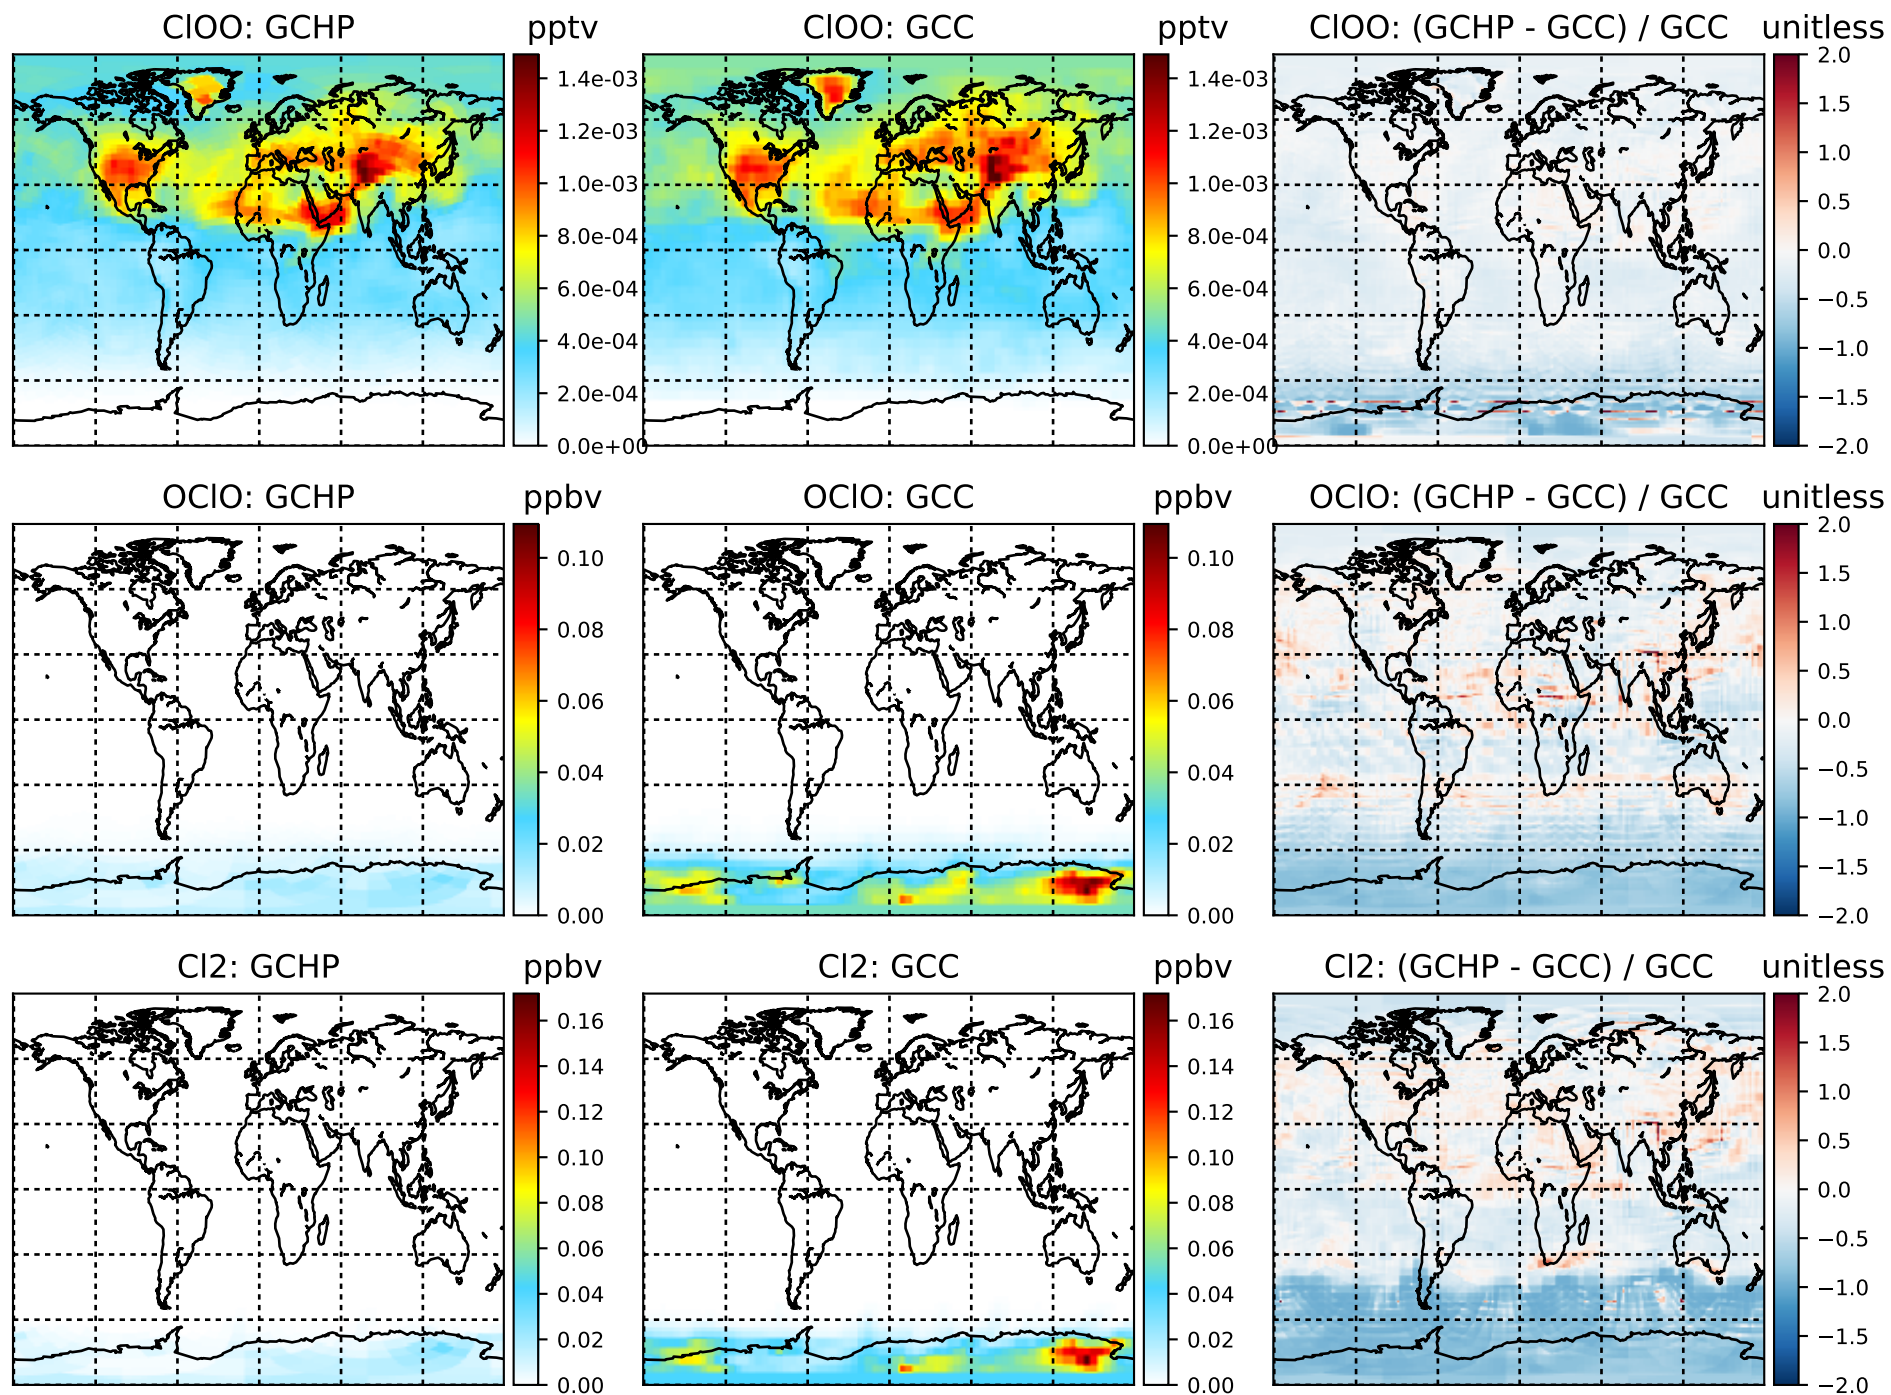 ClOO: GCHP pptv ClOO: GCC pptv ClOO: (GCHP - GCC) / GCC unitless
1.4e-03 1.4e-03 2.0
1.2e-03 1.2e-03 1.5
1.0e-03 1.0e-03 1.0
8.0e-04 8.0e-04 0.5
6.0e-04 6.0e-04 0.0
4.0e-04 4.0e-04 −0.5
2.0e-04 2.0e-04 −1.0
0.0e+00 0.0e+00 −1.5
−2.0
OClO: GCHP ppbv OClO: GCC ppbv OClO: (GCHP - GCC) / GCC unitless
0.10 0.10 2.0
0.08 0.08 1.5
0.06 0.06 1.0
0.04 0.04 0.5
0.02 0.02 0.0
0.00 0.00 −0.5
−1.0
−1.5
−2.0
Cl2: GCHP ppbv Cl2: GCC ppbv Cl2: (GCHP - GCC) / GCC unitless
0.16 0.16 2.0
0.14 0.14 1.5
0.12 0.12 1.0
0.10 0.10 0.5
0.08 0.08 0.0
0.06 0.06 −0.5
0.04 0.04 −1.0
0.02 0.02 −1.5
0.00 0.00 −2.0